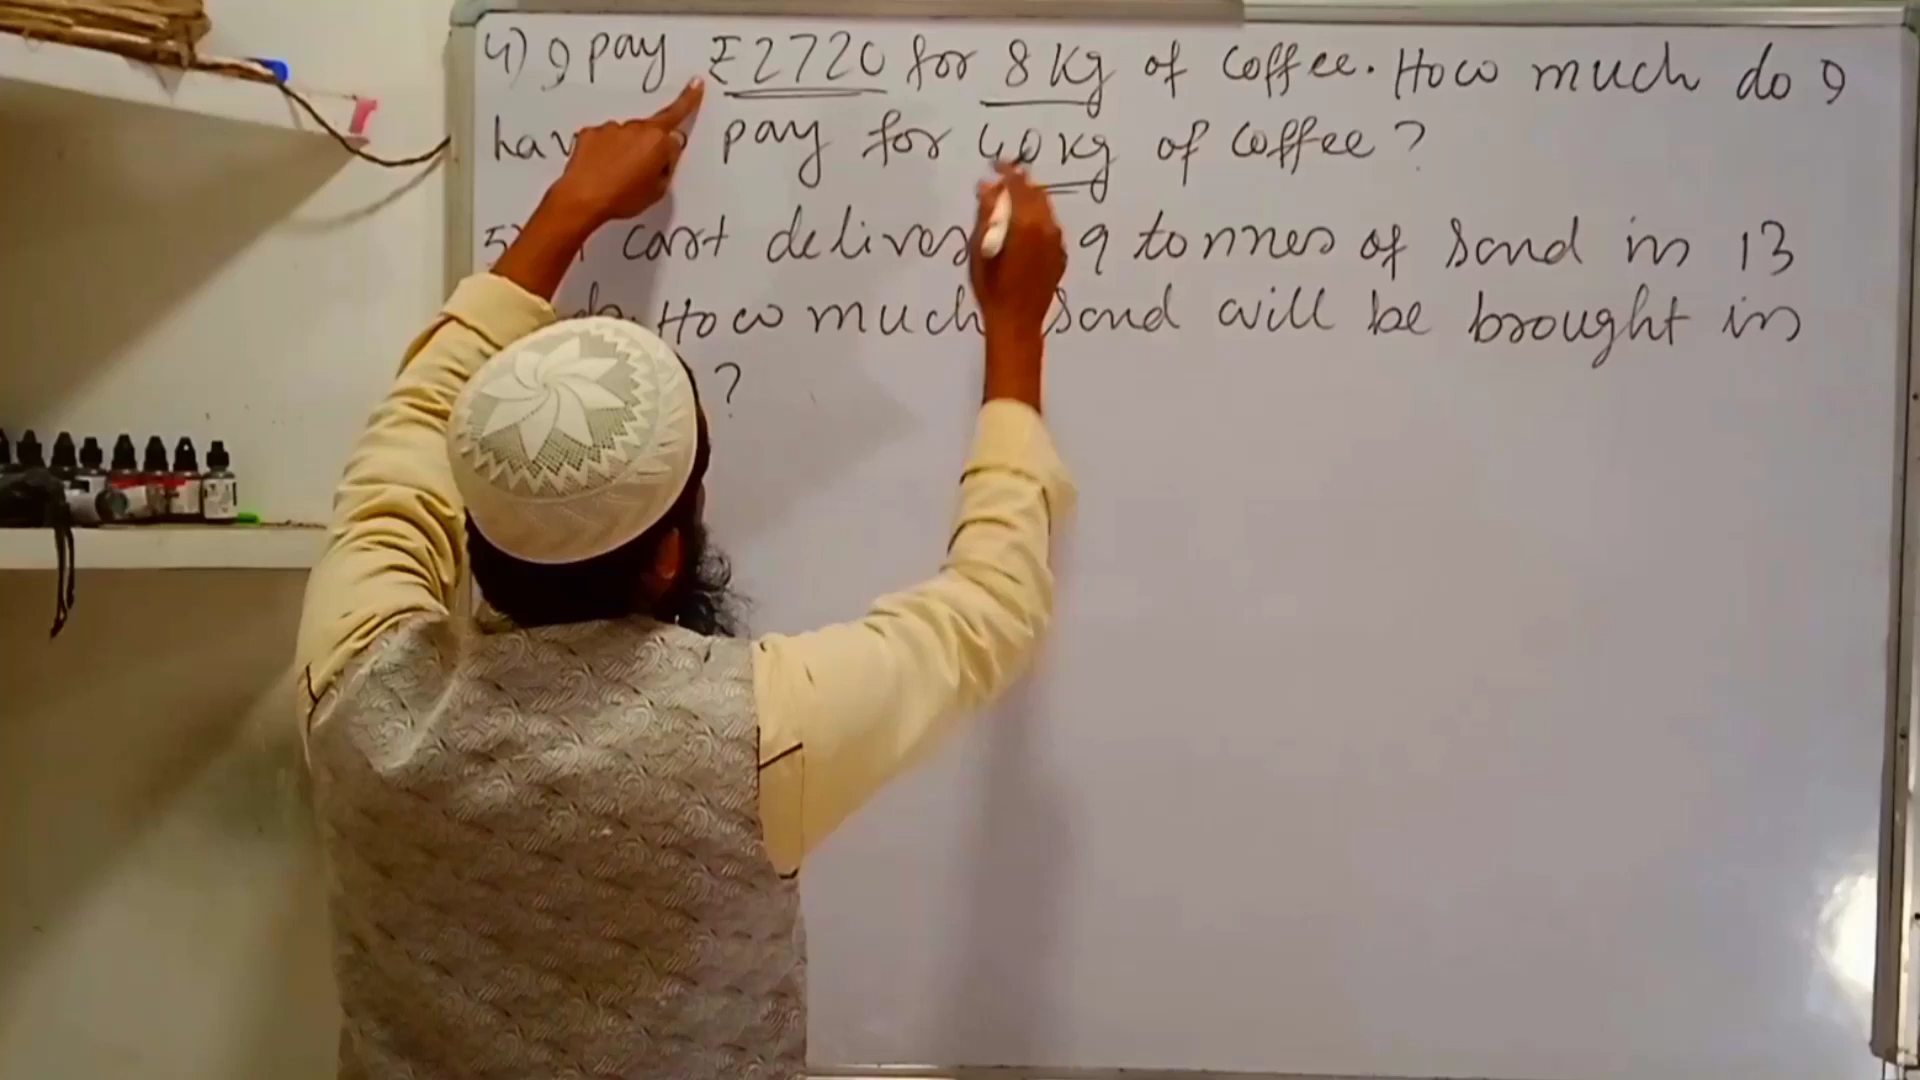 4) I pay ₹2720 for 8 Kg of coffee. How much do I
pay for 40 kg of coffee?
5) cart delivers 9 tonnes of sand in 13
How much sand will be brought in
?